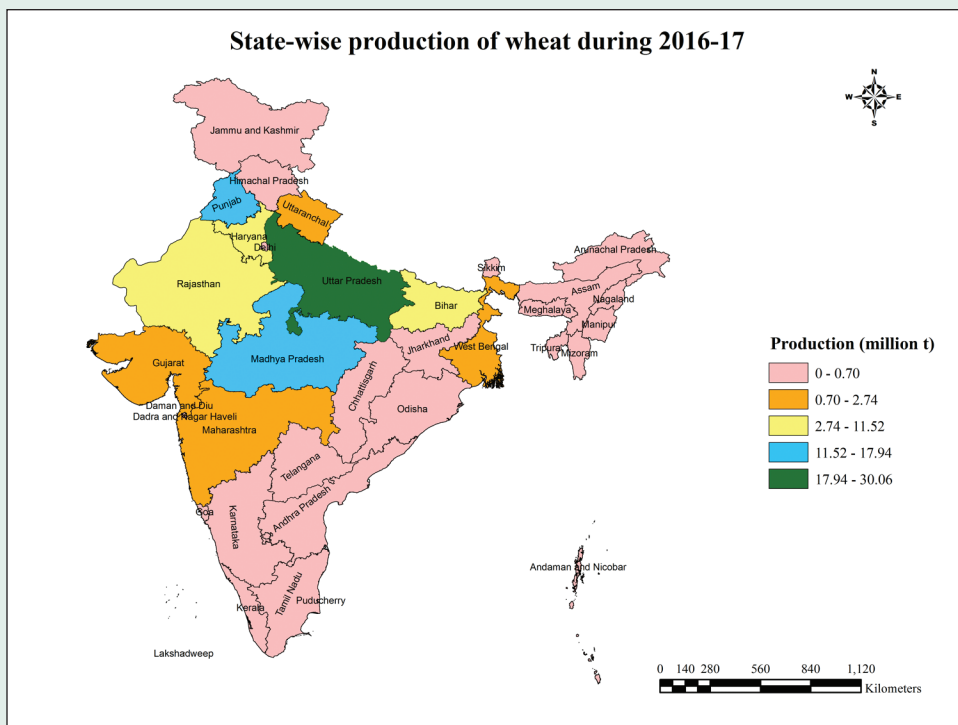 State-wise production of wheat during 2016-17
N
W E
S
Jammu and Kashmir
Himachal Pradesh
Punjab
Uttaranchal
Haryana
Delhi
Arunachal Pradesh
Sikkim
Rajasthan
Uttar Pradesh
Assam
Nagaland
Bihar
Meghalaya
Manipur
Jharkhand
West Bengal
Tripura
Mizoram
Gujarat
Madhya Pradesh
Chhattisgarh
Daman and Diu
Dadra and Nagar Haveli
Odisha
Maharashtra
Telangana
Goa
Karnataka
Andhra Pradesh
Andaman and Nicobar
Kerala
Tamil Nadu
Puducherry
Lakshadweep
Production (million t)
0 - 0.70
0.70 - 2.74
2.74 - 11.52
11.52 - 17.94
17.94 - 30.06
0 140 280 560 840 1,120
Kilometers